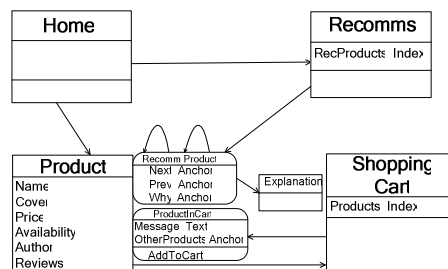 Home
Recomms
RecProducts Index
Product
Name
Cover
Price
Availability
Author
Reviews
Recomm Product
Next Anchor
Prev Anchor
Why Anchor
Explanation
ProductInCart
Message Text
OtherProducts Anchor
AddToCart
Shopping
Cart
Products Index